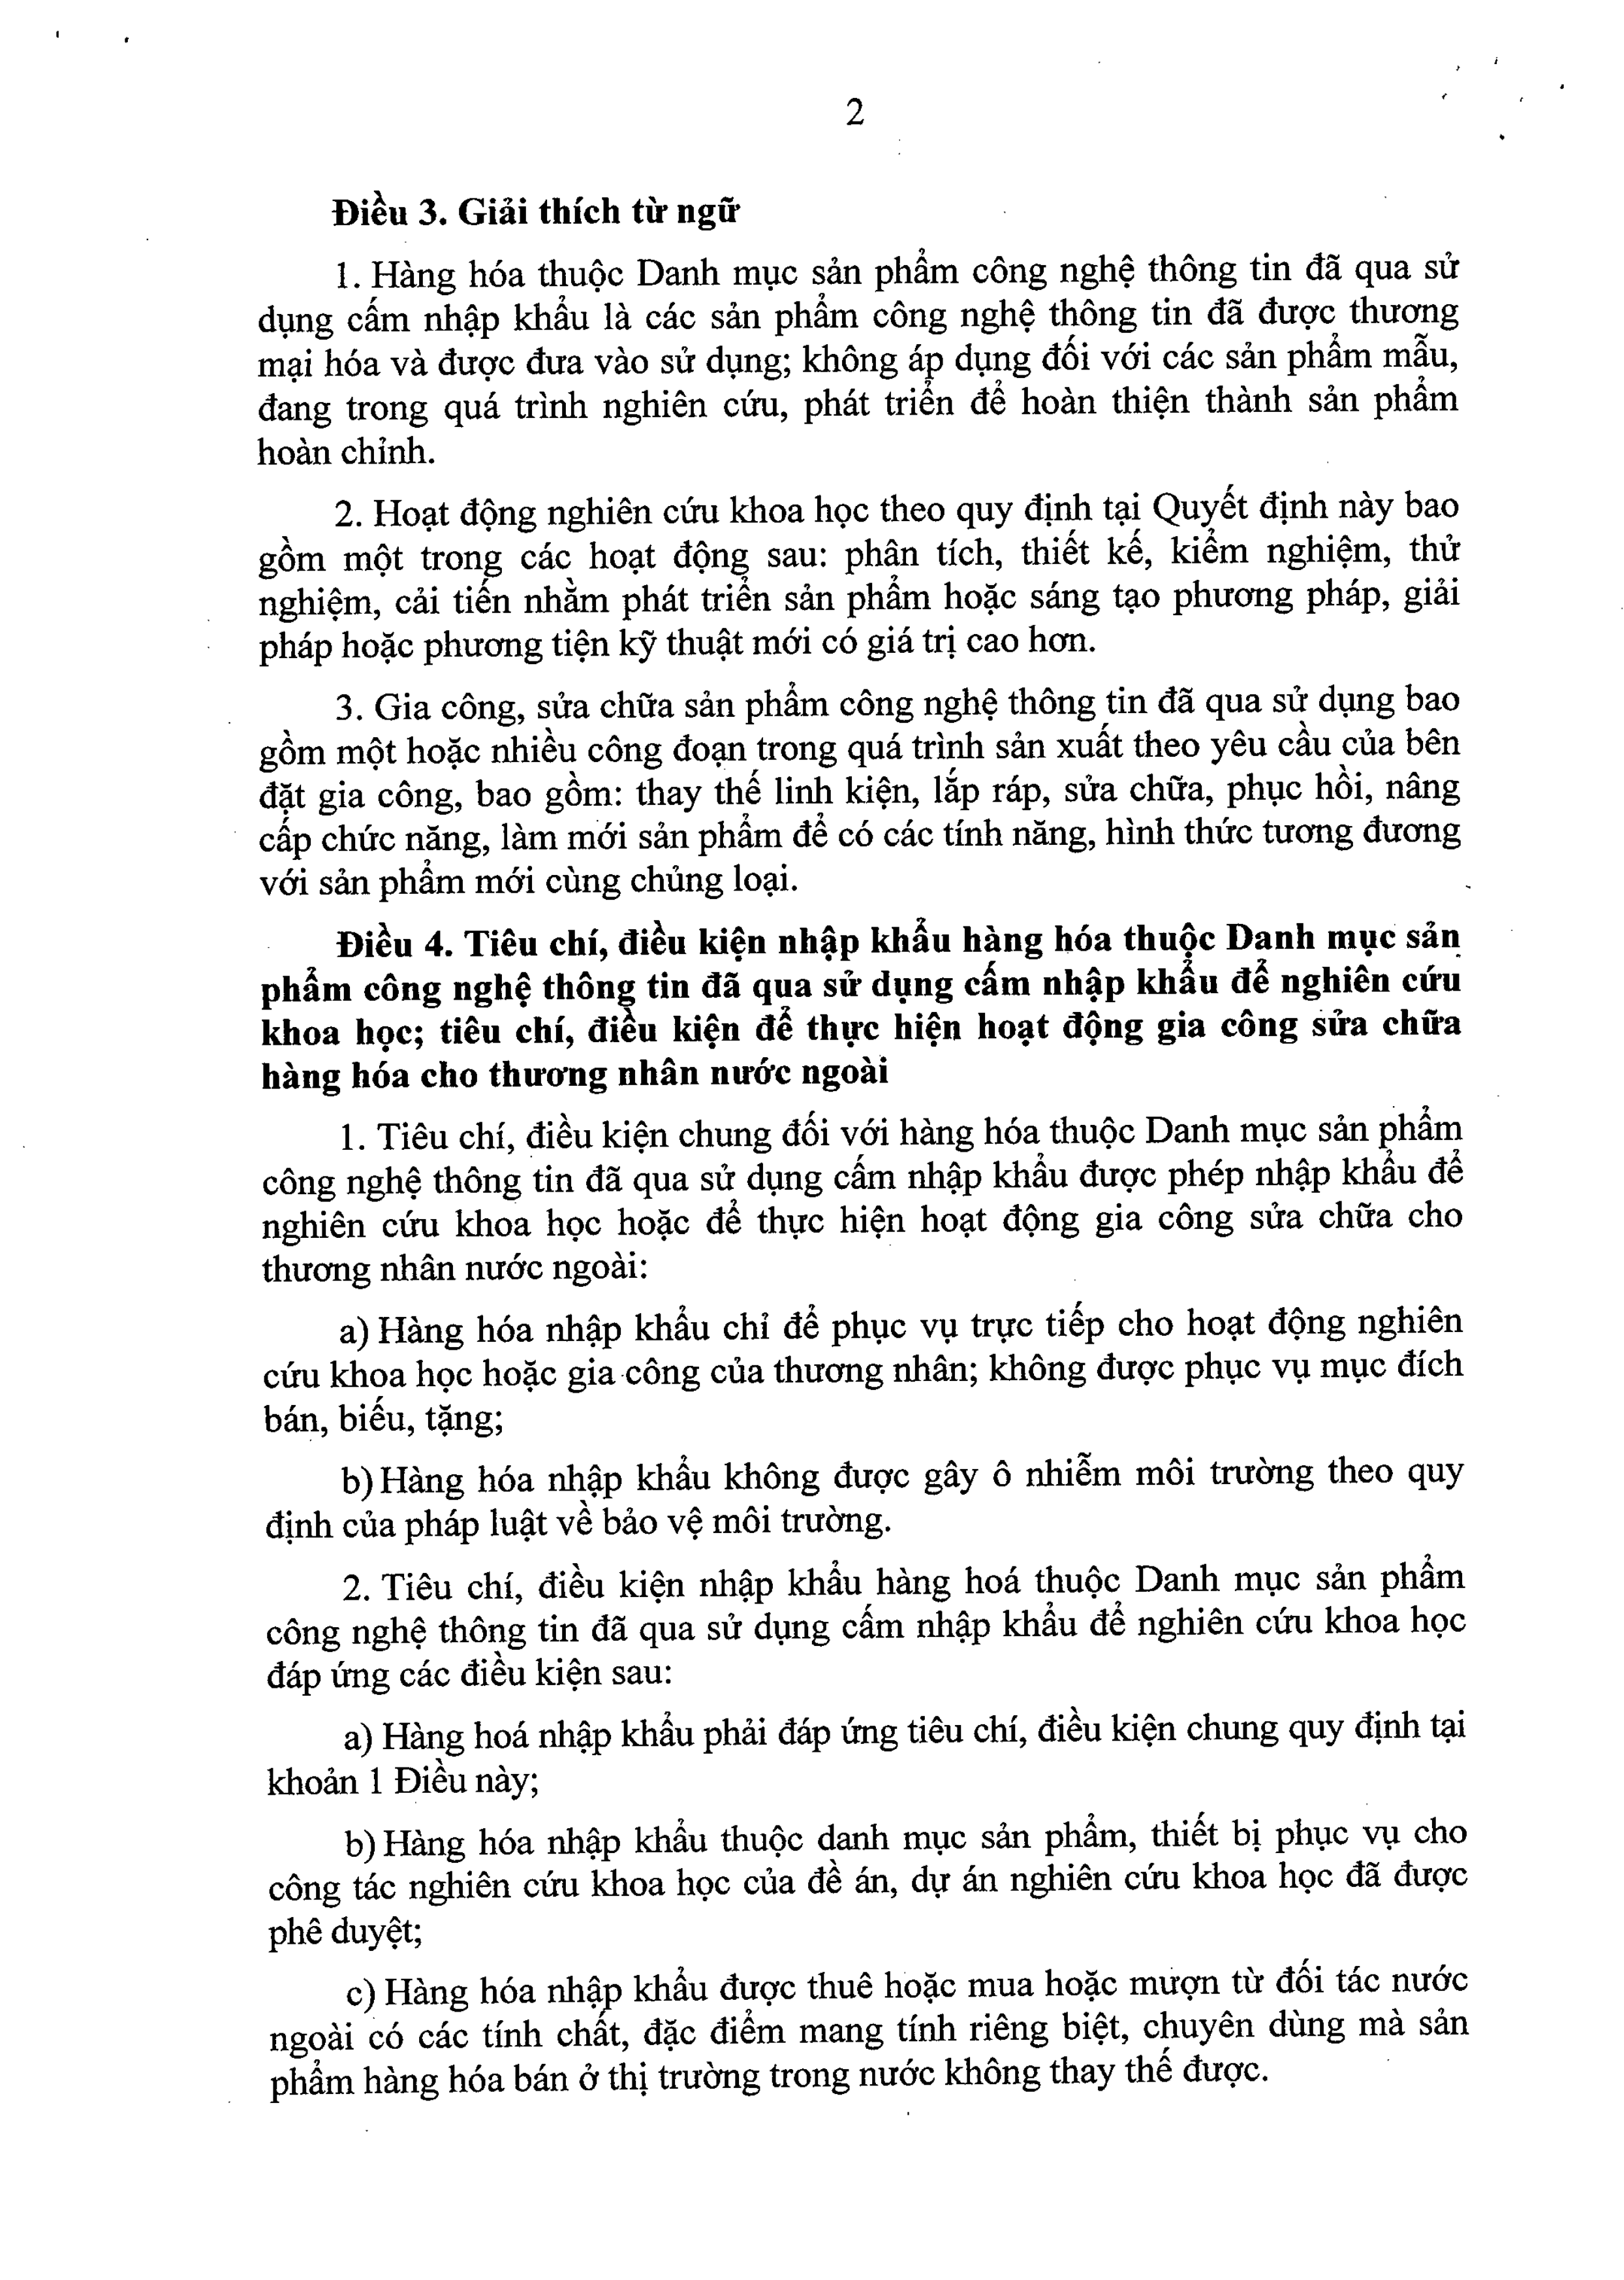 2
Điều 3. Giải thích từ ngữ
1. Hàng hóa thuộc Danh mục sản phẩm công nghệ thông tin đã qua sử
dụng cấm nhập khẩu là các sản phẩm công nghệ thông tin đã được thương
mại hóa và được đưa vào sử dụng; không áp dụng đối với các sản phẩm mẫu,
đang trong quá trình nghiên cứu, phát triển để hoàn thiện thành sản phẩm
hoàn chỉnh.
2. Hoạt động nghiên cứu khoa học theo quy định tại Quyết định này bao
gồm một trong các hoạt động sau: phân tích, thiết kế, kiểm nghiệm, thử
nghiệm, cải tiến nhằm phát triển sản phẩm hoặc sáng tạo phương pháp, giải
pháp hoặc phương tiện kỹ thuật mới có giá trị cao hơn.
3. Gia công, sửa chữa sản phẩm công nghệ thông tin đã qua sử dụng bao
gồm một hoặc nhiều công đoạn trong quá trình sản xuất theo yêu cầu của bên
đặt gia công, bao gồm: thay thế linh kiện, lắp ráp, sửa chữa, phục hồi, nâng
cấp chức năng, làm mới sản phẩm để có các tính năng, hình thức tương đương
với sản phẩm mới cùng chủng loại.
Điều 4. Tiêu chí, điều kiện nhập khẩu hàng hóa thuộc Danh mục sản
phẩm công nghệ thông tin đã qua sử dụng cấm nhập khẩu để nghiên cứu
khoa học; tiêu chí, điều kiện để thực hiện hoạt động gia công sửa chữa
hàng hóa cho thương nhân nước ngoài
1. Tiêu chí, điều kiện chung đối với hàng hóa thuộc Danh mục sản phẩm
công nghệ thông tin đã qua sử dụng cấm nhập khẩu được phép nhập khẩu để
nghiên cứu khoa học hoặc để thực hiện hoạt động gia công sửa chữa cho
thương nhân nước ngoài:
a) Hàng hóa nhập khẩu chỉ để phục vụ trực tiếp cho hoạt động nghiên
cứu khoa học hoặc gia công của thương nhân; không được phục vụ mục đích
bán, biếu, tặng;
b) Hàng hóa nhập khẩu không được gây ô nhiễm môi trường theo quy
định của pháp luật về bảo vệ môi trường.
2. Tiêu chí, điều kiện nhập khẩu hàng hoá thuộc Danh mục sản phẩm
công nghệ thông tin đã qua sử dụng cấm nhập khẩu để nghiên cứu khoa học
đáp ứng các điều kiện sau:
a) Hàng hoá nhập khẩu phải đáp ứng tiêu chí, điều kiện chung quy định tại
khoản 1 Điều này;
b) Hàng hóa nhập khẩu thuộc danh mục sản phẩm, thiết bị phục vụ cho
công tác nghiên cứu khoa học của đề án, dự án nghiên cứu khoa học đã được
phê duyệt;
c) Hàng hóa nhập khẩu được thuê hoặc mua hoặc mượn từ đối tác nước
ngoài có các tính chất, đặc điểm mang tính riêng biệt, chuyên dùng mà sản
phẩm hàng hóa bán ở thị trường trong nước không thay thế được.